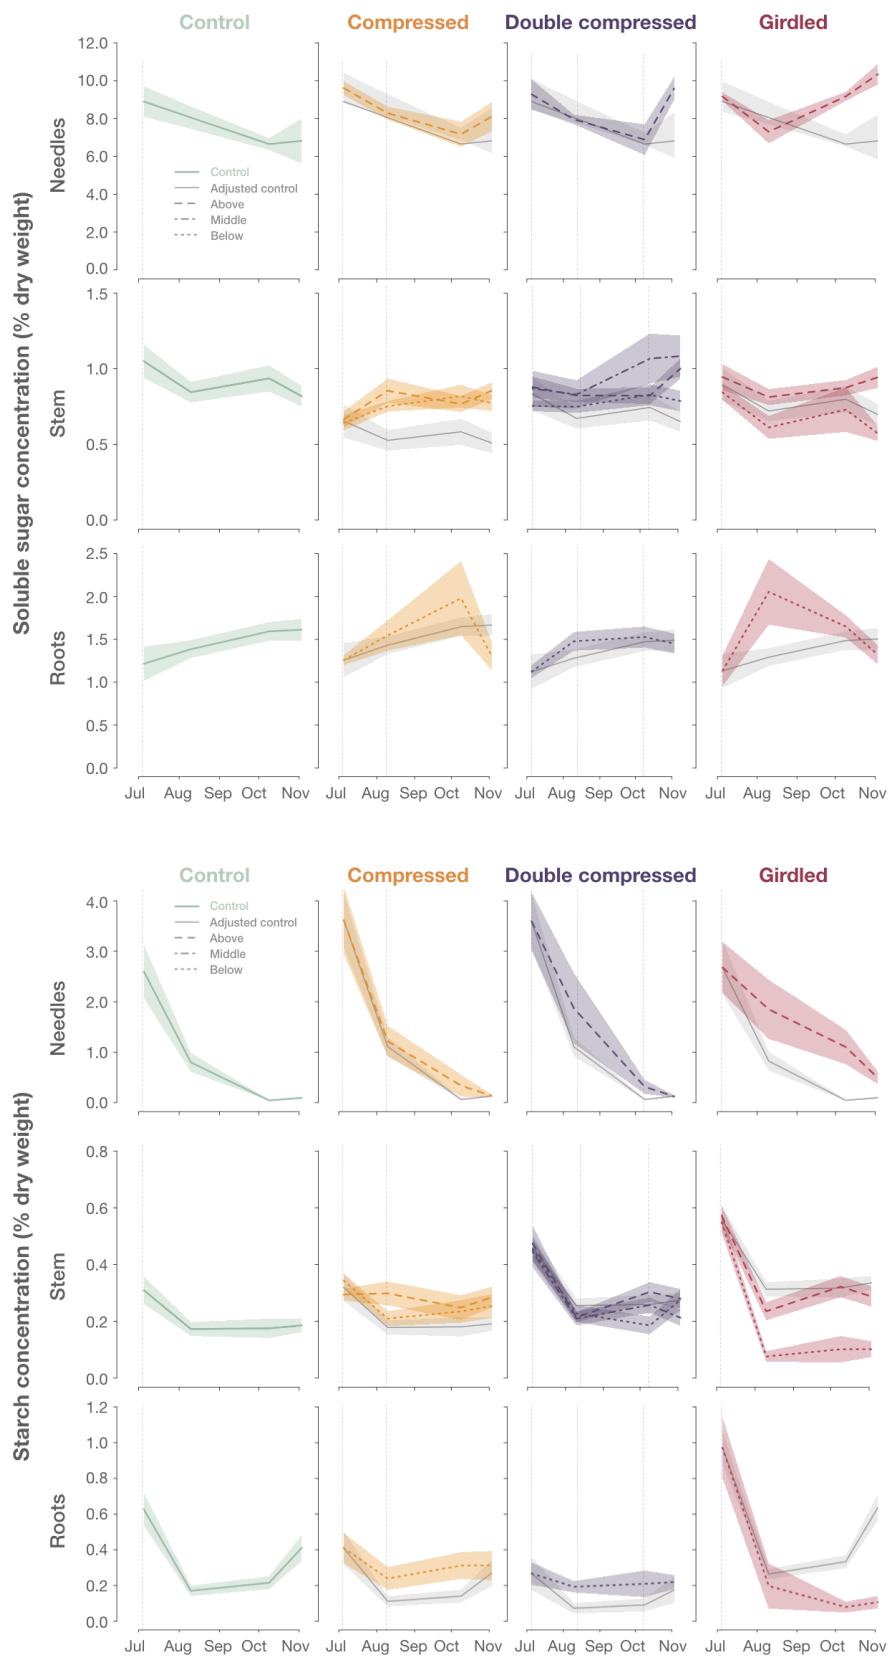 Control Compressed Double compressed Girdled
Soluble sugar concentration (% dry weight)
Needles
12.0
10.0
8.0
6.0
4.0
2.0
0.0
Control
Adjusted control
Above
Middle
Below
Stem
1.5
1.0
0.5
0.0
Roots
2.5
2.0
1.5
1.0
0.5
0.0
Jul Aug Sep Oct Nov Jul Aug Sep Oct Nov Jul Aug Sep Oct Nov Jul Aug Sep Oct Nov
Control Compressed Double compressed Girdled
Starch concentration (% dry weight)
Needles
4.0
3.0
2.0
1.0
0.0
Control
Adjusted control
Above
Middle
Below
Stem
0.8
0.6
0.4
0.2
0.0
Roots
1.2
1.0
0.8
0.6
0.4
0.2
0.0
Jul Aug Sep Oct Nov Jul Aug Sep Oct Nov Jul Aug Sep Oct Nov Jul Aug Sep Oct Nov